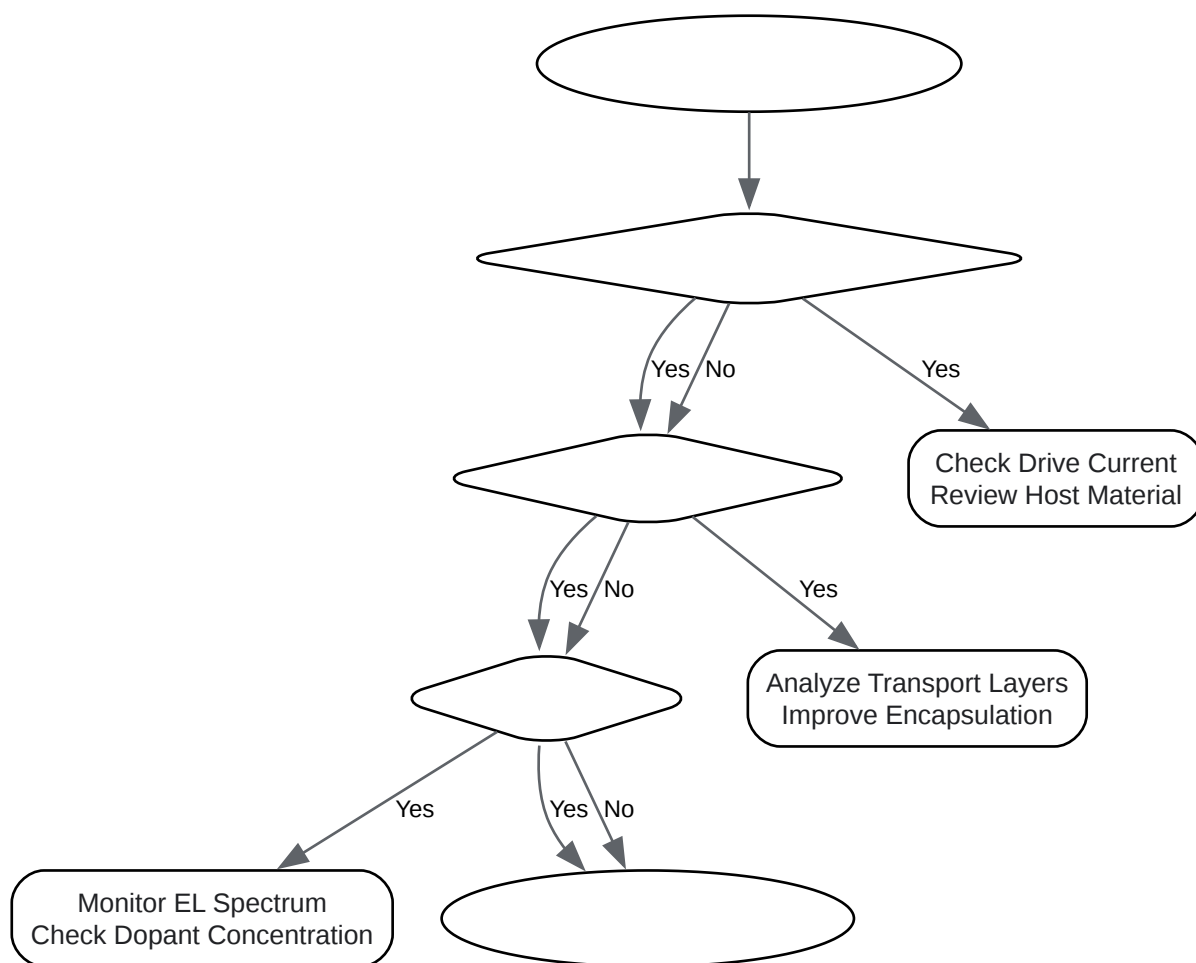 Yes
No
Yes
Check Drive Current
Review Host Material
Yes
No
Yes
Analyze Transport Layers
Improve Encapsulation
Yes
Yes
No
Monitor EL Spectrum
Check Dopant Concentration